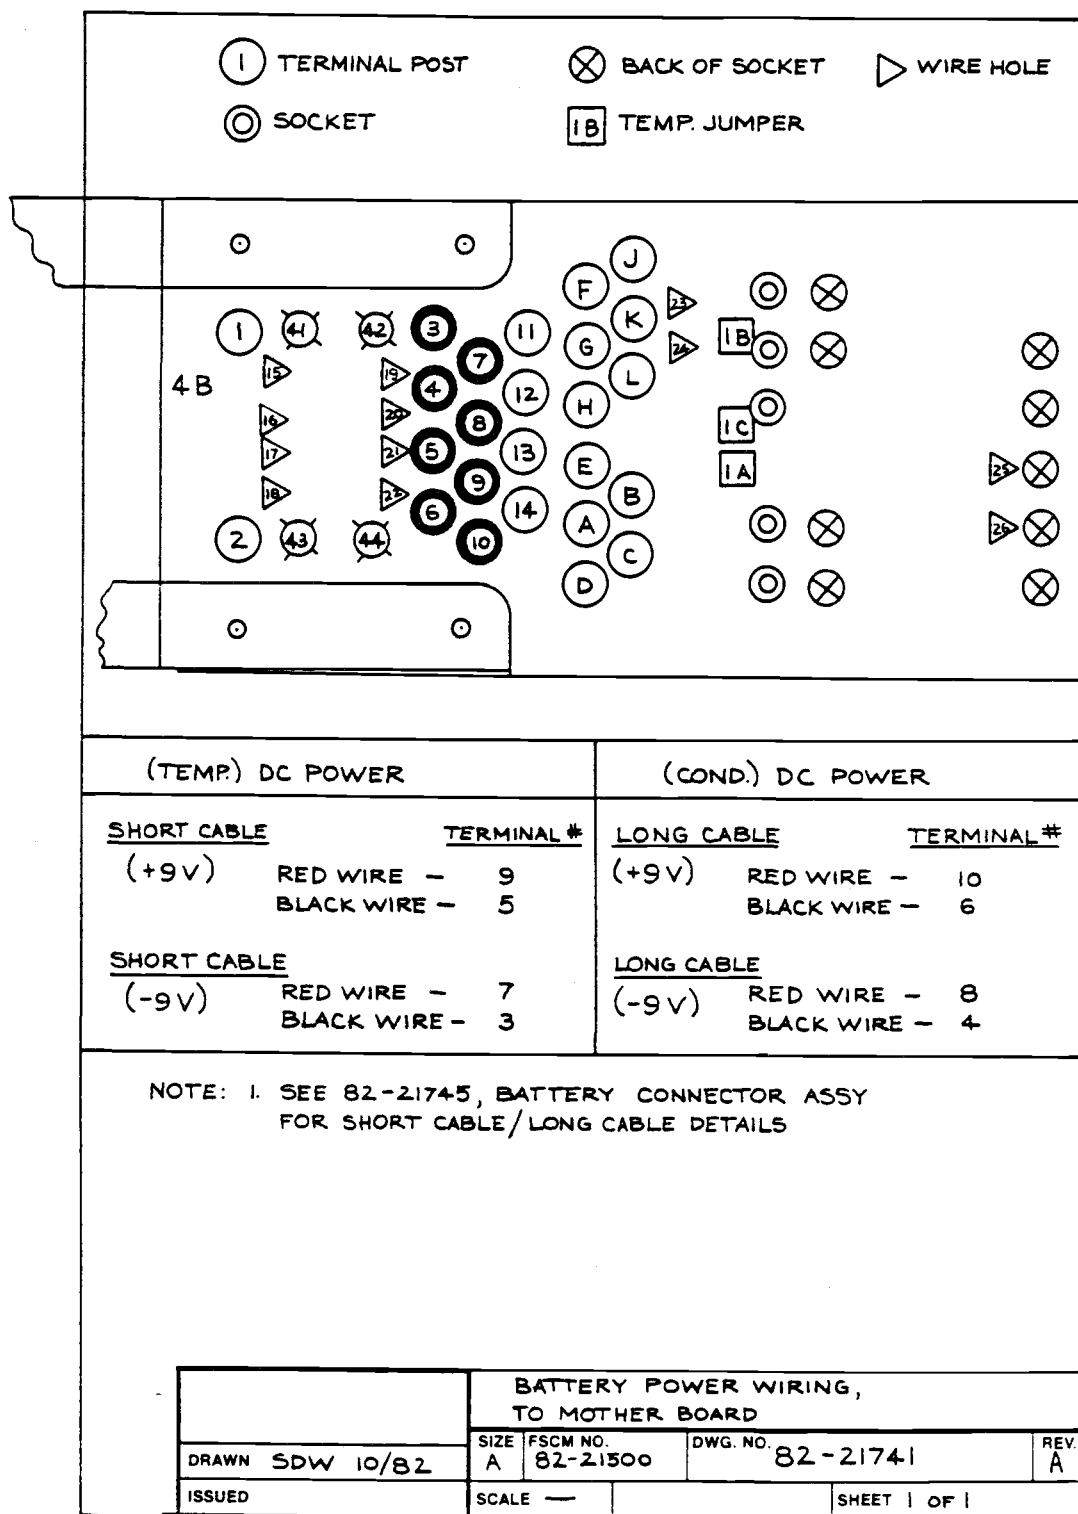 1 TERMINAL POST
BACK OF SOCKET
WIRE HOLE
SOCKET
1B TEMP. JUMPER
J
F
23
1 41 42 3 11
K
1B
7
G
24
15
19
L
4B
4
12
H
16
20
8
1C
17
21
5
13
E
1A
25
18
22
9
B
6
14
A
26
2 43 44
10
C
D
(TEMP.) DC POWER
(COND.) DC POWER
SHORT CABLE TERMINAL #
(+9V) RED WIRE – 9
BLACK WIRE – 5
SHORT CABLE
(-9V) RED WIRE – 7
BLACK WIRE – 3
LONG CABLE TERMINAL #
(+9V) RED WIRE – 10
BLACK WIRE – 6
LONG CABLE
(-9V) RED WIRE – 8
BLACK WIRE – 4
NOTE: 1. SEE 82-21745, BATTERY CONNECTOR ASSY
FOR SHORT CABLE/LONG CABLE DETAILS
BATTERY POWER WIRING,
TO MOTHER BOARD
DRAWN SDW 10/82
SIZE A
FSCM NO. 82-21500
DWG. NO. 82-21741
REV. A
ISSUED
SCALE —
SHEET 1 OF 1